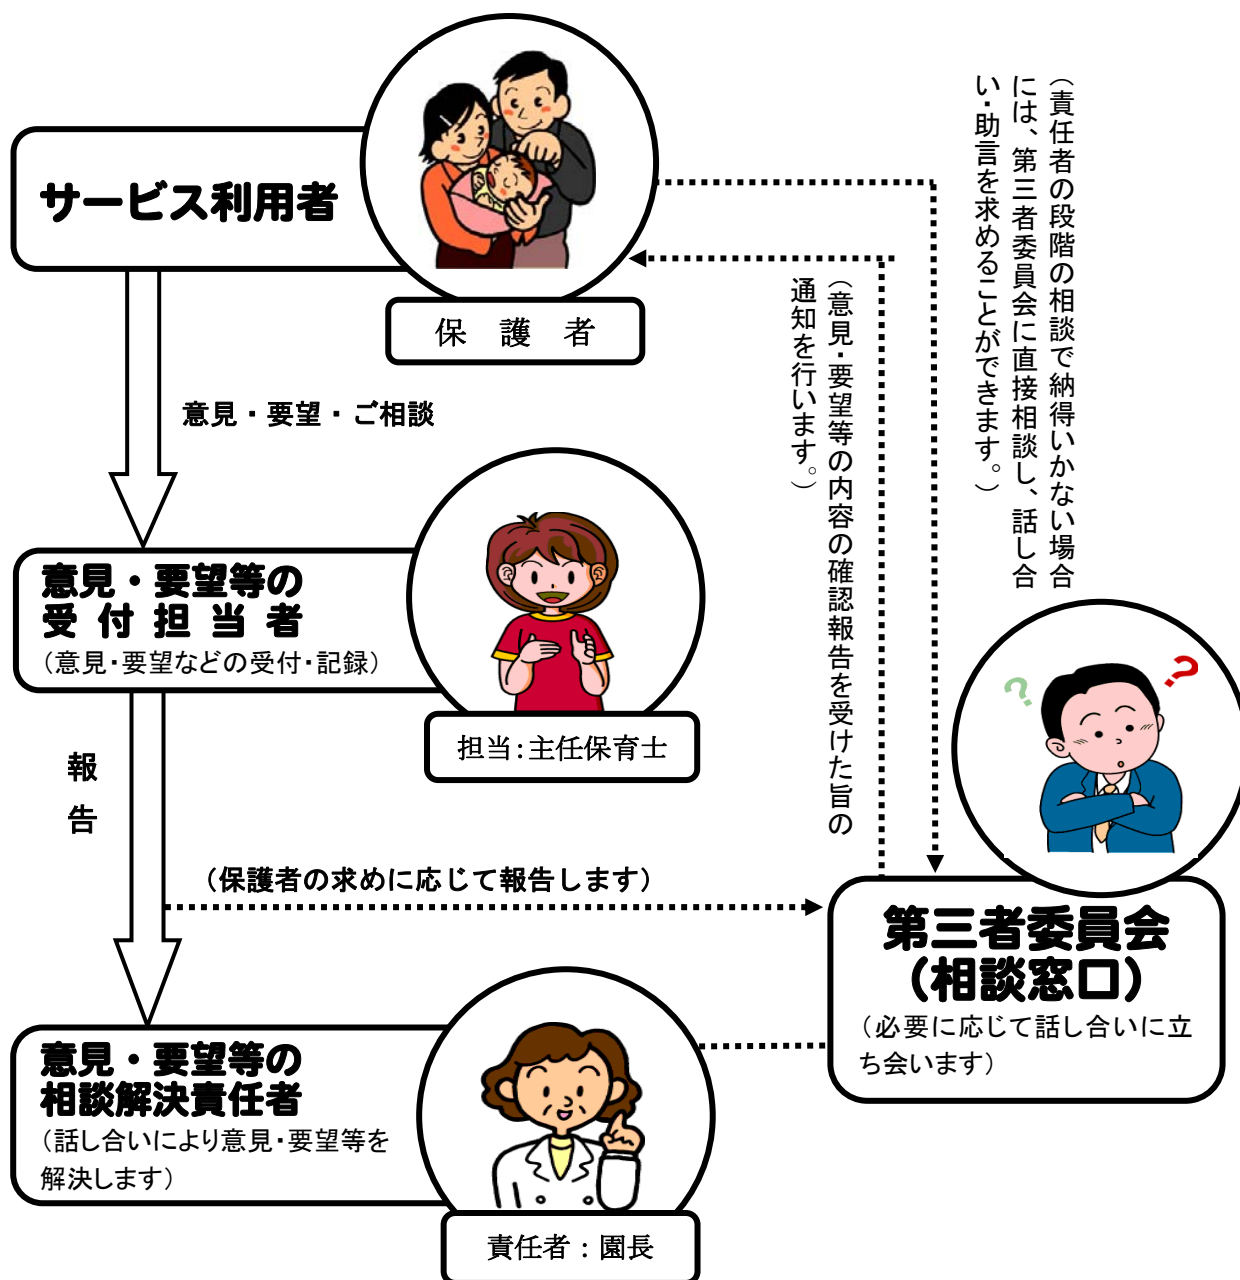 サービス利用者
保　護　者
意見・要望・ご相談
(責任者の段階の相談で納得いかない場合
には、第三者委員会に直接相談し、話し合
い・助言を求めることができます。)
(意見・要望等の内容の確認報告を受けた旨の
通知を行います。)
意見・要望等の
受 付 担 当 者
(意見・要望などの受付・記録)
担当:主任保育士
報
告
(保護者の求めに応じて報告します)
? ?
第三者委員会
(相談窓口)
(必要に応じて話し合いに立
ち会います)
意見・要望等の
相談解決責任者
(話し合いにより意見・要望等を
解決します)
責任者：園長